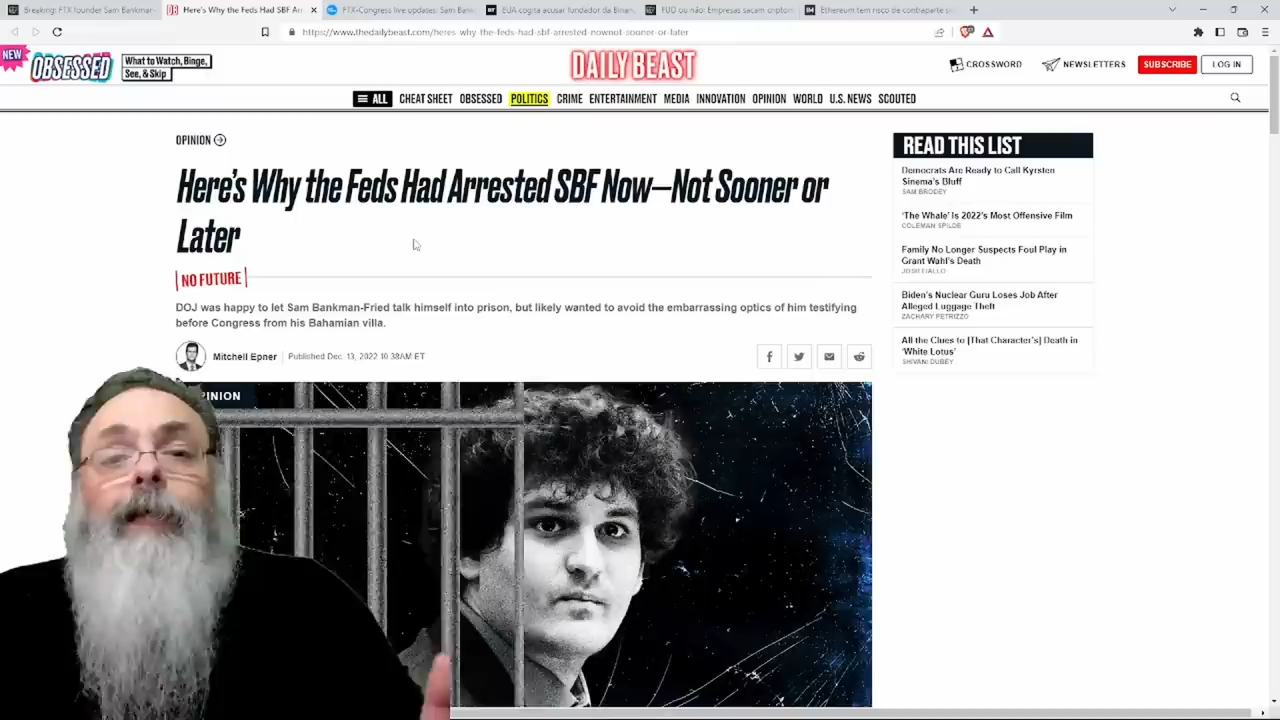 Breaking: FTX founder Sam Bankman-
Here's Why the Feds Had SBF Ar
FTX-Congress live updates: Sam Bank
EUA cogita acusar fundador da Binan
FUD ou não: Empresas sacam criptom
Ethereum tem risco de contraparte s
https://www.thedailybeast.com/heres-why-the-feds-had-sbf-arrested-nownot-sooner-or-later
NEW
OBSESSED
What to Watch, Binge,
See, & Skip
DAILY BEAST
CROSSWORD
NEWSLETTERS
SUBSCRIBE
LOG IN
ALL
CHEAT SHEET OBSESSED POLITICS CRIME ENTERTAINMENT MEDIA INNOVATION OPINION WORLD U.S. NEWS SCOUTED
OPINION
Here's Why the Feds Had Arrested SBF Now—Not Sooner or
Later
NO FUTURE
DOJ was happy to let Sam Bankman-Fried talk himself into prison, but likely wanted to avoid the embarrassing optics of him testifying
before Congress from his Bahamian villa.
Mitchell Epner
Published Dec. 13, 2022 10:38AM ET
PINION
READ THIS LIST
Democrats Are Ready to Call Kyrsten
Sinema's Bluff
SAM BRODEY
'The Whale' Is 2022's Most Offensive Film
COLEMAN SPILDE
Family No Longer Suspects Foul Play in
Grant Wahl's Death
JOSH FIALLO
Biden's Nuclear Guru Loses Job After
Alleged Luggage Theft
ZACHARY PETRIZZO
All the Clues to [That Character's] Death in
'White Lotus'
SHIVANI DUBEY